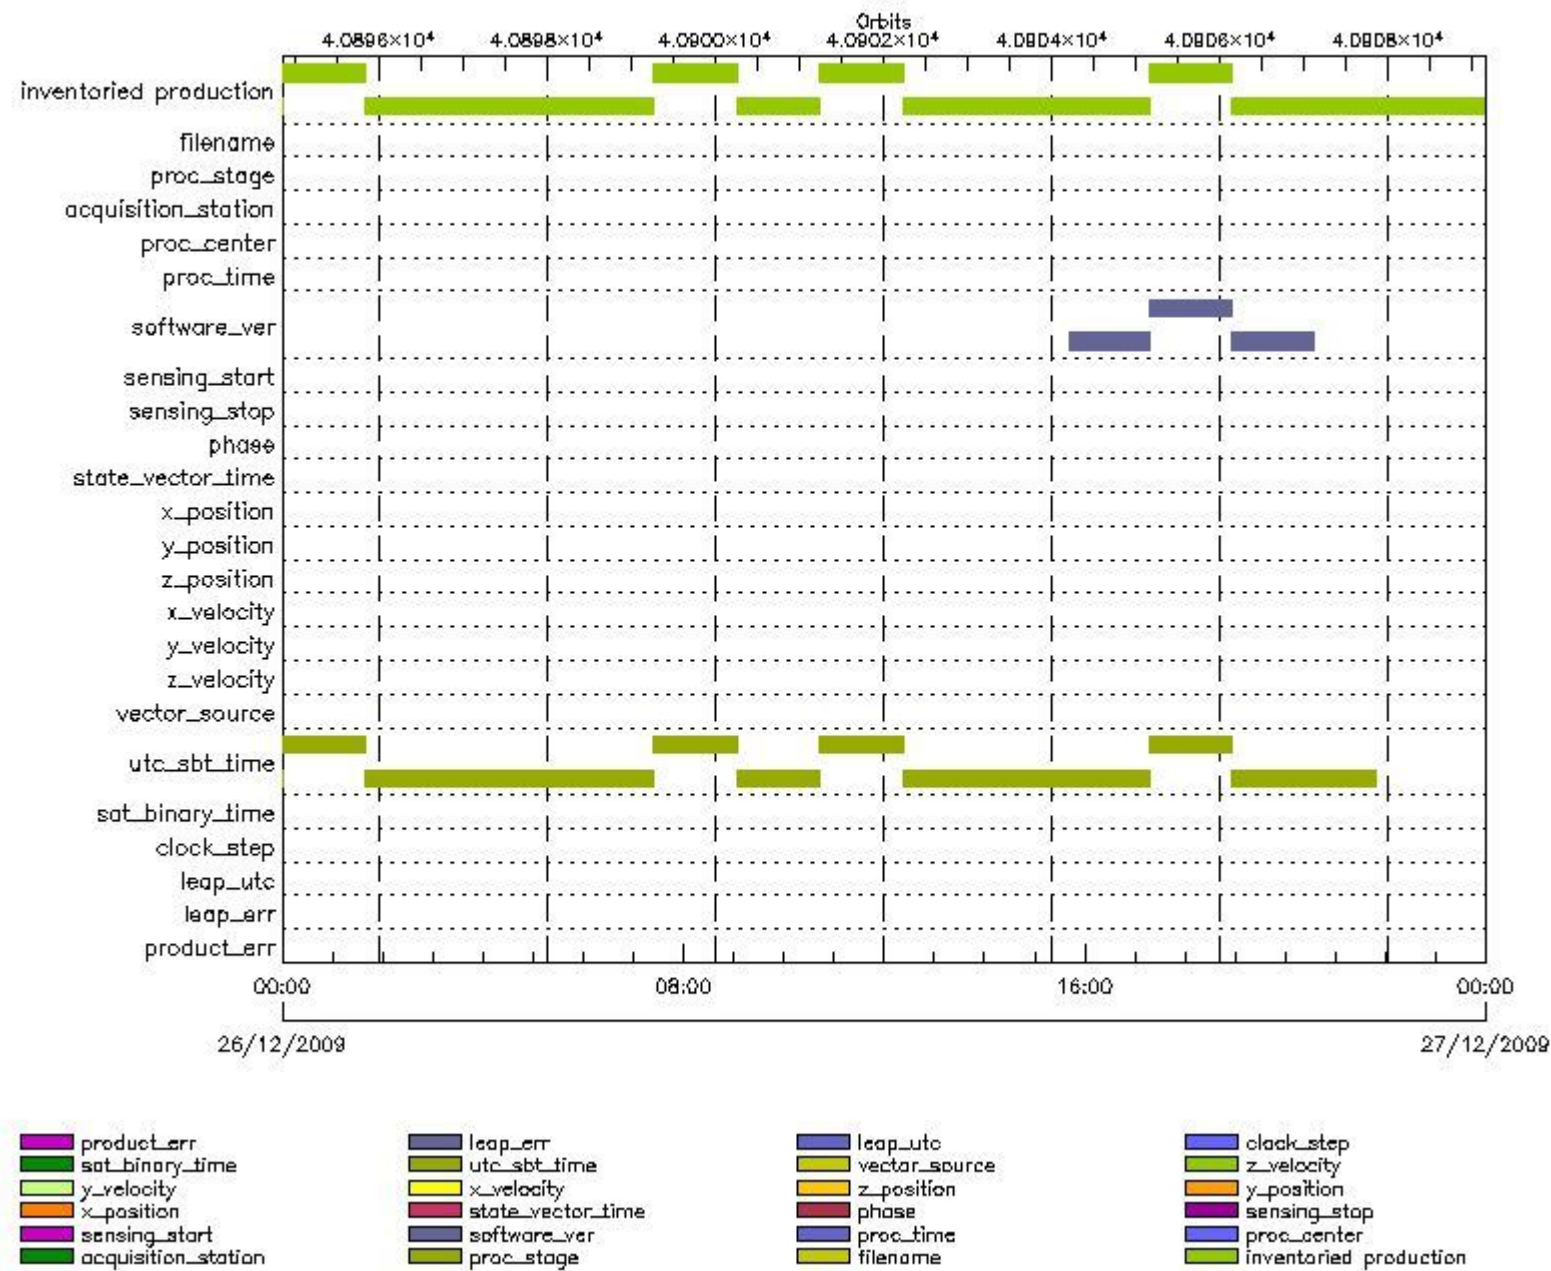 Orbits
4.0896×10⁴ 4.0898×10⁴ 4.0900×10⁴ 4.0902×10⁴ 4.0904×10⁴ 4.0906×10⁴ 4.0908×10⁴
inventoried production
filename
proc_stage
acquisition_station
proc_center
proc_time
software_ver
sensing_start
sensing_stop
phase
state_vector_time
x_position
y_position
z_position
x_velocity
y_velocity
z_velocity
vector_source
utc_sbt_time
sat_binary_time
clock_step
leap_utc
leap_err
product_err
00:00 08:00 16:00 00:00
26/12/2009 27/12/2009
product_err leap_err leap_utc clock_step
sat_binary_time utc_sbt_time vector_source z_velocity
y_velocity x_velocity z_position y_position
x_position state_vector_time phase sensing_stop
sensing_start software_ver proc_time proc_center
acquisition_station proc_stage filename inventoried production